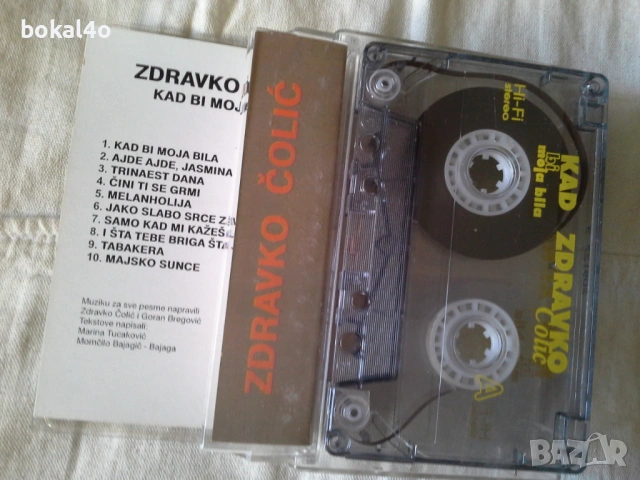 bokal4o
ZDRAVKO
KAD BI MOJ
1. KAD BI MOJA BILA
2. AJDE AJDE, JASMINA
3. TRINAEST DANA
4. ČINI TI SE GRMI
5. MELANHOLIJA
6. JAKO SLABO SRCE
7. SAMO KAD MI KAŽEŠ
8. I ŠTA TEBE BRIGA ŠTA
9. TABAKERA
10. MAJSKO SUNCE
Muziku za sve pesme napravili
Zdravko Čolić i Goran Bregović
Tekstove napisali:
Marina Tucaković
Momčilo Bajagić - Bajaga
ZDRAVKO ČOLIĆ
Hi-Fi
stereo
KAD ZDRAVKO
bi
moja bila
Čolić
A
BAZAR